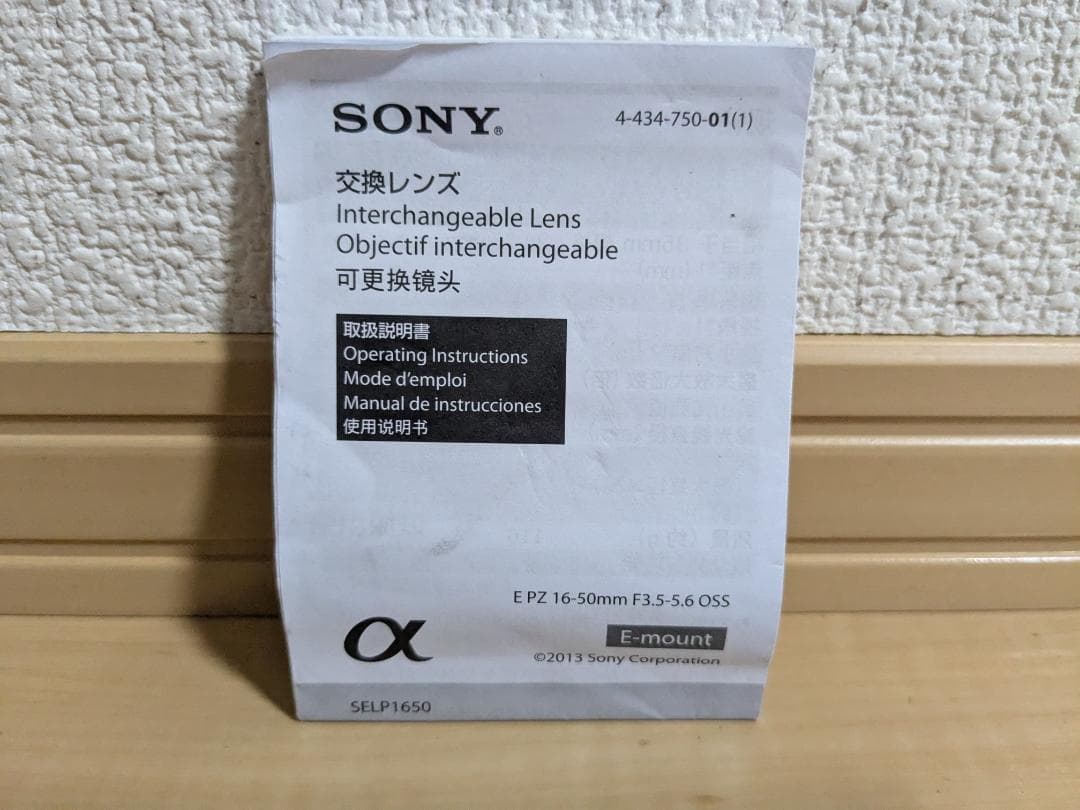 SONY®
4-434-750-01(1)
交換レンズ
Interchangeable Lens
Objectif interchangeable
可更换镜头
取扱説明書
Operating Instructions
Mode d'emploi
Manual de instrucciones
使用说明书
E PZ 16-50mm F3.5-5.6 OSS
α
E-mount
©2013 Sony Corporation
SELP1650